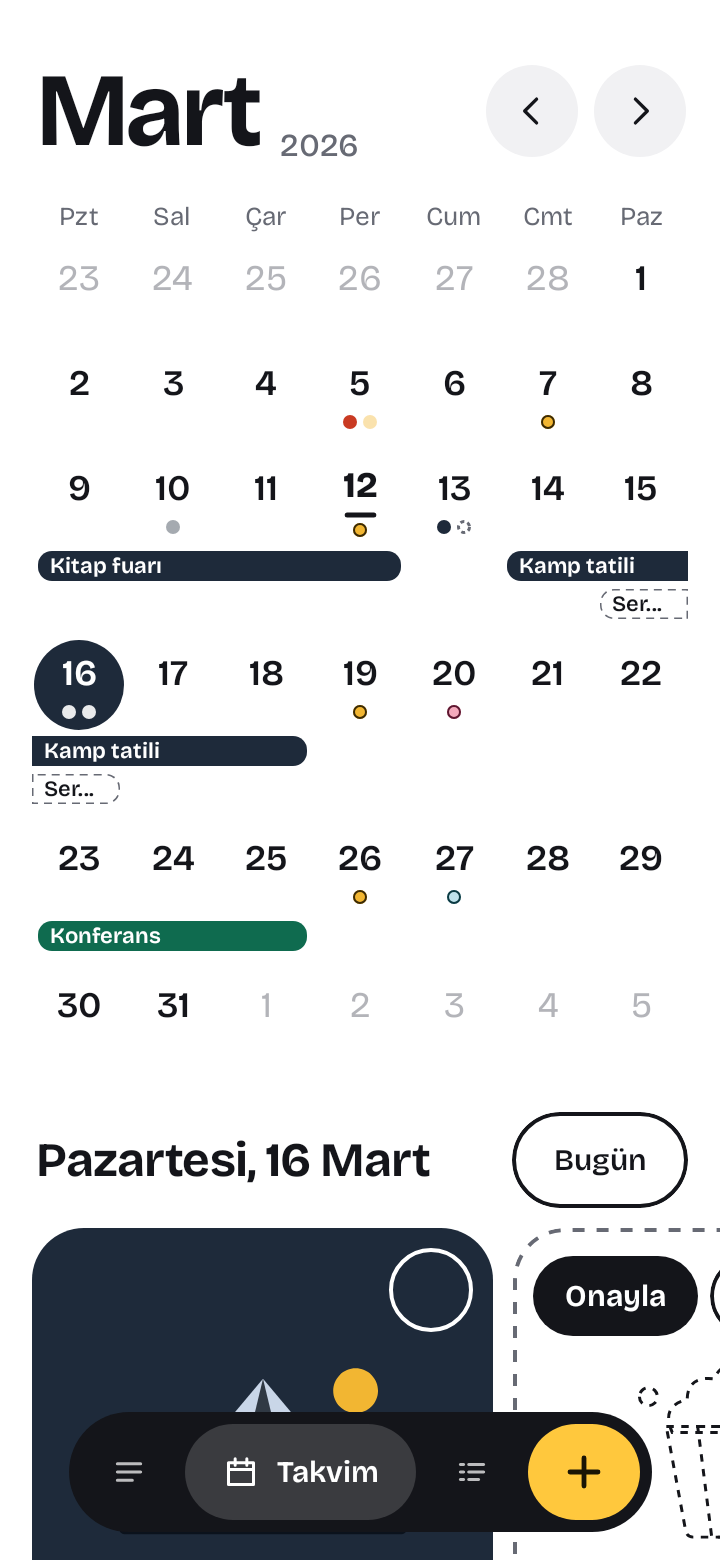 Mart 2026
Pzt Sal Çar Per Cum Cmt Paz
23 24 25 26 27 28 1
2 3 4 5 6 7 8
9 10 11 12 13 14 15
Kitap fuarı Kamp tatili
Ser...
16 17 18 19 20 21 22
Kamp tatili
Ser...
23 24 25 26 27 28 29
Konferans
30 31 1 2 3 4 5
Pazartesi, 16 Mart Bugün
Onayla
Takvim